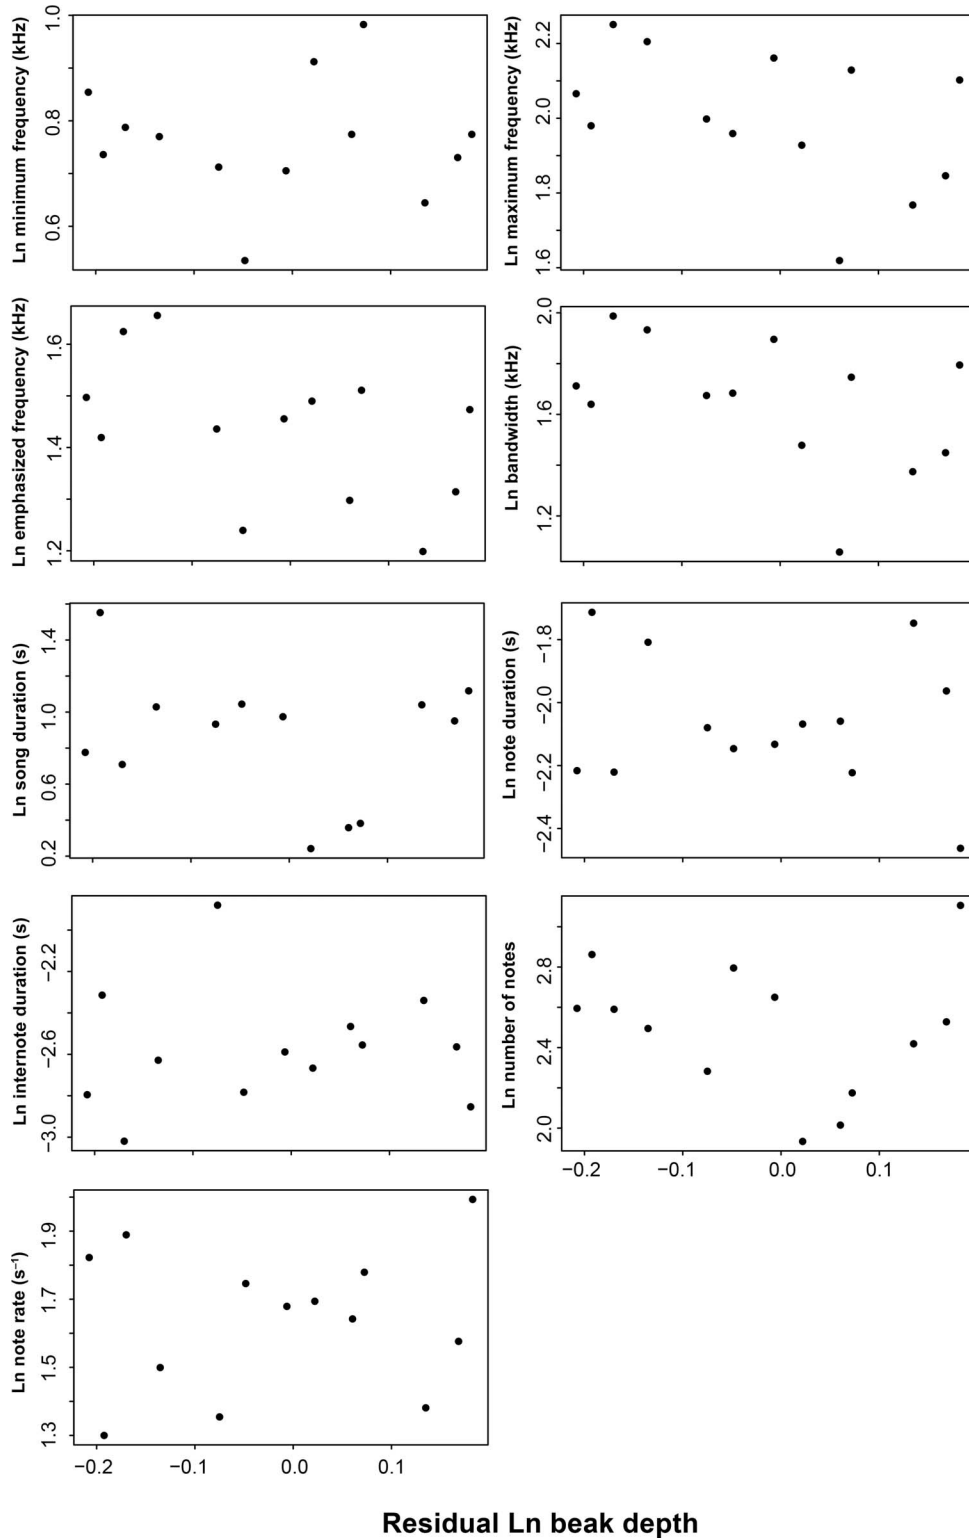 Ln minimum frequency (kHz)
1.0
0.8
0.6
Ln maximum frequency (kHz)
2.2
2.0
1.8
1.6
Ln emphasized frequency (kHz)
1.6
1.4
1.2
Ln bandwidth (kHz)
2.0
1.6
1.2
Ln song duration (s)
1.4
1.0
0.6
0.2
Ln note duration (s)
−1.8
−2.0
−2.2
−2.4
Ln internote duration (s)
−2.2
−2.6
−3.0
Ln number of notes
2.8
2.4
2.0
−0.2 −0.1 0.0 0.1
Ln note rate (s⁻¹)
1.9
1.7
1.5
1.3
−0.2 −0.1 0.0 0.1
Residual Ln beak depth